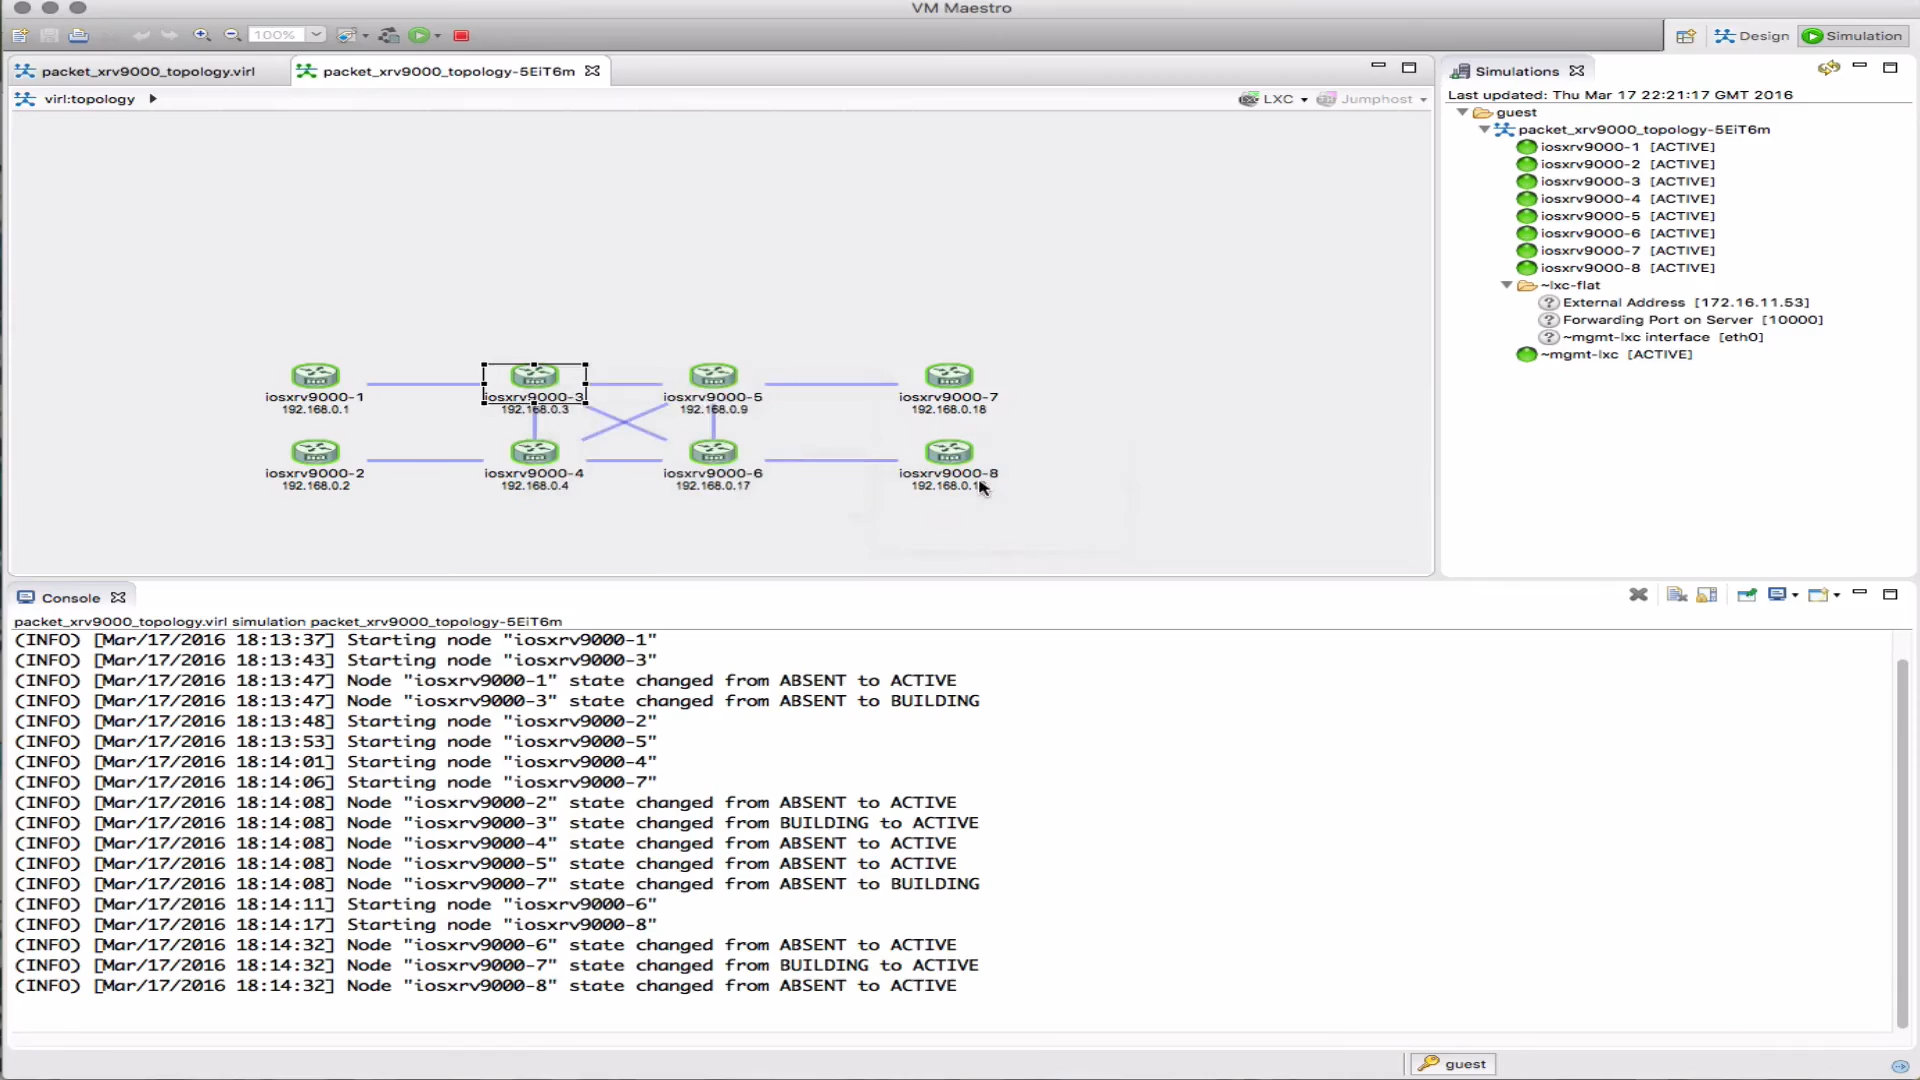 VM Maestro
100%
Design
Simulation
packet_xrv9000_topology.virl
packet_xrv9000_topology-5EiT6m
virl:topology
LXC
Jumphost
Simulations
Last updated: Thu Mar 17 22:21:17 GMT 2016
guest
packet_xrv9000_topology-5EiT6m
iosxrv9000-1 [ACTIVE]
iosxrv9000-2 [ACTIVE]
iosxrv9000-3 [ACTIVE]
iosxrv9000-4 [ACTIVE]
iosxrv9000-5 [ACTIVE]
iosxrv9000-6 [ACTIVE]
iosxrv9000-7 [ACTIVE]
iosxrv9000-8 [ACTIVE]
~lxc-flat
External Address [172.16.11.53]
Forwarding Port on Server [10000]
~mgmt-lxc interface [eth0]
~mgmt-lxc [ACTIVE]
iosxrv9000-1
192.168.0.1
iosxrv9000-3
192.168.0.3
iosxrv9000-5
192.168.0.9
iosxrv9000-7
192.168.0.18
iosxrv9000-2
192.168.0.2
iosxrv9000-4
192.168.0.4
iosxrv9000-6
192.168.0.17
iosxrv9000-8
Console
packet_xrv9000_topology.virl simulation packet_xrv9000_topology-5EiT6m
(INFO) [Mar/17/2016 18:13:37] Starting node "iosxrv9000-1"
(INFO) [Mar/17/2016 18:13:43] Starting node "iosxrv9000-3"
(INFO) [Mar/17/2016 18:13:47] Node "iosxrv9000-1" state changed from ABSENT to ACTIVE
(INFO) [Mar/17/2016 18:13:47] Node "iosxrv9000-3" state changed from ABSENT to BUILDING
(INFO) [Mar/17/2016 18:13:48] Starting node "iosxrv9000-2"
(INFO) [Mar/17/2016 18:13:53] Starting node "iosxrv9000-5"
(INFO) [Mar/17/2016 18:14:01] Starting node "iosxrv9000-4"
(INFO) [Mar/17/2016 18:14:06] Starting node "iosxrv9000-7"
(INFO) [Mar/17/2016 18:14:08] Node "iosxrv9000-2" state changed from ABSENT to ACTIVE
(INFO) [Mar/17/2016 18:14:08] Node "iosxrv9000-3" state changed from BUILDING to ACTIVE
(INFO) [Mar/17/2016 18:14:08] Node "iosxrv9000-4" state changed from ABSENT to ACTIVE
(INFO) [Mar/17/2016 18:14:08] Node "iosxrv9000-5" state changed from ABSENT to ACTIVE
(INFO) [Mar/17/2016 18:14:08] Node "iosxrv9000-7" state changed from ABSENT to BUILDING
(INFO) [Mar/17/2016 18:14:11] Starting node "iosxrv9000-6"
(INFO) [Mar/17/2016 18:14:17] Starting node "iosxrv9000-8"
(INFO) [Mar/17/2016 18:14:32] Node "iosxrv9000-6" state changed from ABSENT to ACTIVE
(INFO) [Mar/17/2016 18:14:32] Node "iosxrv9000-7" state changed from BUILDING to ACTIVE
(INFO) [Mar/17/2016 18:14:32] Node "iosxrv9000-8" state changed from ABSENT to ACTIVE
guest